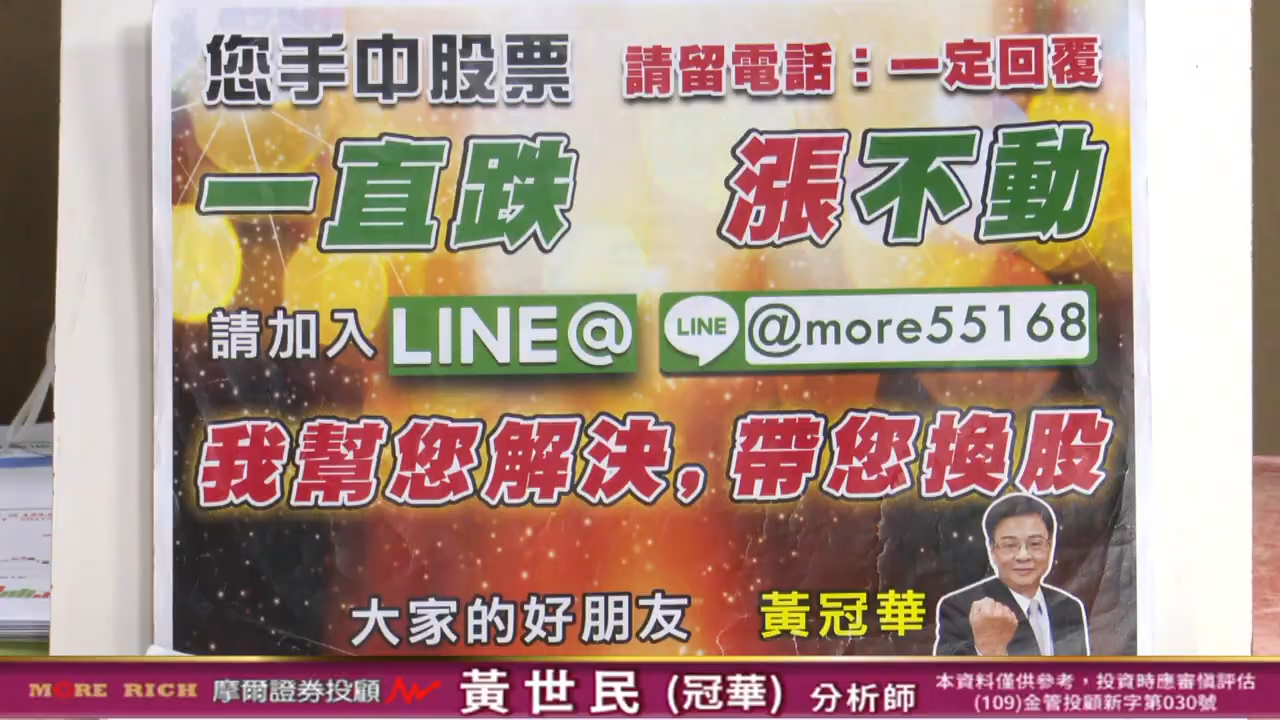 您手中股票 請留電話：一定回覆
一直跌 漲不動
請加入 LINE@ LINE @more55168
我幫您解決，帶您換股
大家的好朋友 黃冠華
MORE RICH 摩爾證券投顧 黃世民(冠華) 分析師
本資料僅供參考，投資時應審慎評估
(109)金管投顧新字第030號